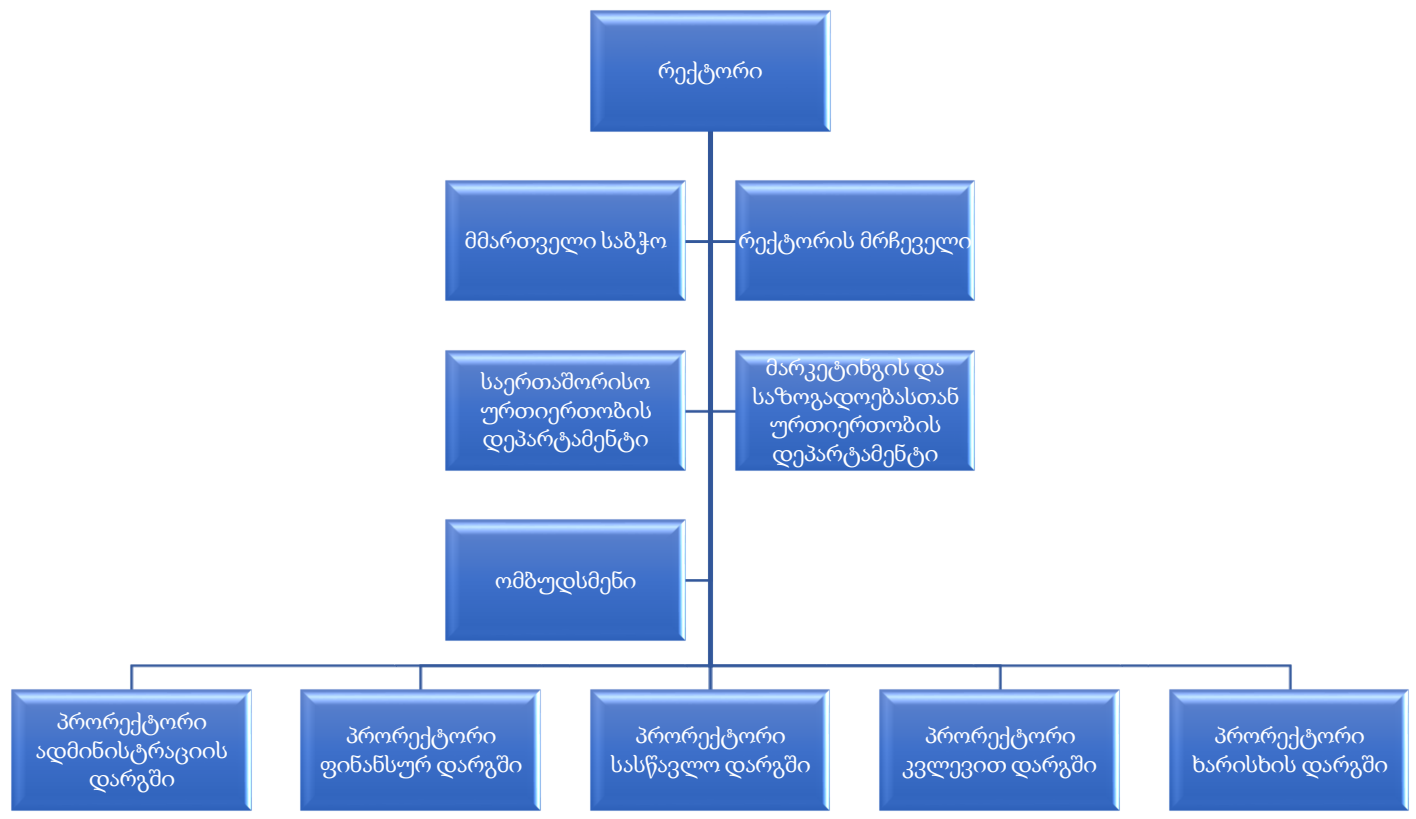 რექტორი
მმართველი საბჭო
რექტორის მრჩეველი
საერთაშორისო
ურთიერთობის
დეპარტამენტი
მარკეტინგის და
საზოგადოებასთან
ურთიერთობის
დეპარტამენტი
ომბუდსმენი
პრორექტორი
ადმინისტრაციის
დარგში
პრორექტორი
ფინანსურ დარგში
პრორექტორი
სასწავლო დარგში
პრორექტორი
კვლევით დარგში
პრორექტორი
ხარისხის დარგში